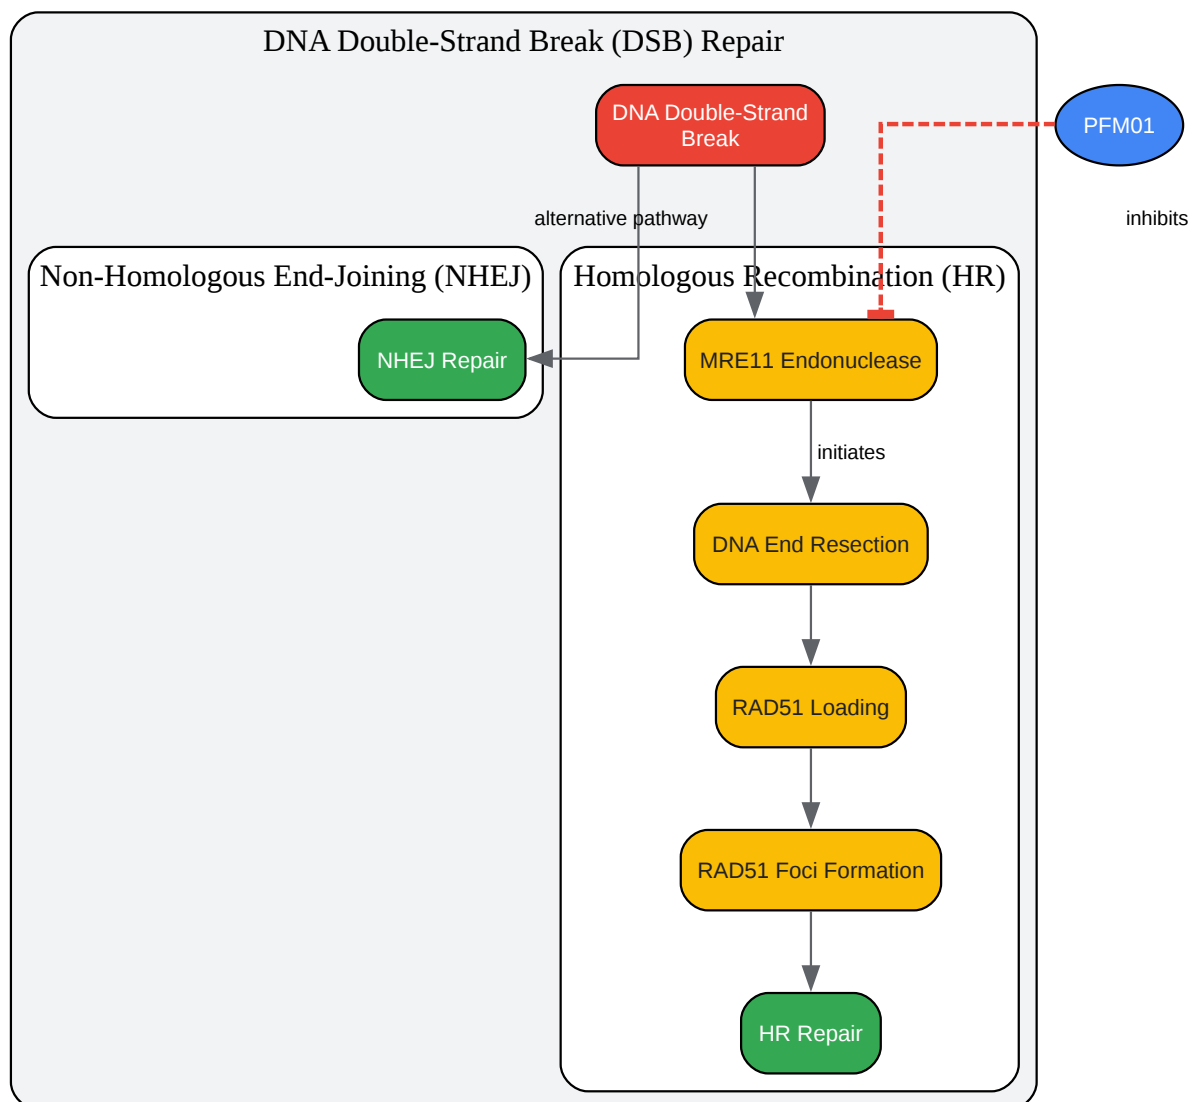 DNA Double-Strand Break (DSB) Repair
DNA Double-Strand
Break
PFM01
alternative pathway
inhibits
Non-Homologous End-Joining (NHEJ)
Homologous Recombination (HR)
NHEJ Repair
MRE11 Endonuclease
initiates
DNA End Resection
RAD51 Loading
RAD51 Foci Formation
HR Repair